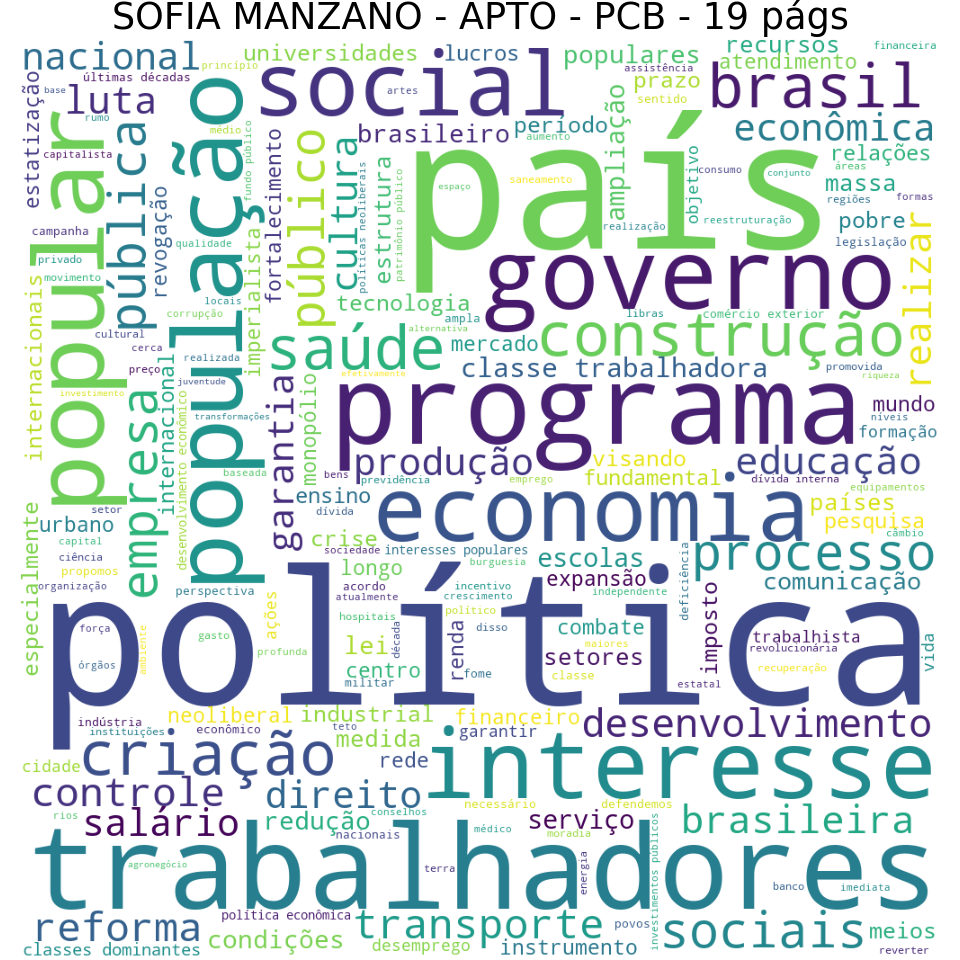 SOFIA MANZANO - APTO - PCB - 19 págs
nacional
universidades
lucros
populares
recursos
financeira
últimas décadas
princípio
social
assistência
atendimento
base
luta
artes
prazo
brasil
estatização
rumo
médio
brasileiro
período
sentido
econômica
capitalista
população
público
cultura
país
aumento
ampliação
objetivo
consumo
conjunto
relações
áreas
popular
pública
fundo público
fortalecimento
políticas neoliberais
estrutura
patrimônio público
espaço
saneamento
massa
regiões
formas
revogação
imperialista
realização
reestruturação
pobre
campanha
qualidade
legislação
privado
movimento
governo
realizar
internacionais
locais
tecnologia
corrupção
ampla
libras
comércio exterior
cultural
saúde
alternativa
construção
cerca
mercado
internacional
realizada
classe trabalhadora
promovida
preço
juventude
efetivamente
riqueza
investimento
empresa
desenvolvimento econômico
garantia
monopólio
programa
mundo
transformações
níveis
formação
produção
visando
educação
baseada
bens
previdência
fundamental
emprego
dívida interna
equipamentos
especialmente
setor
ensino
economia
países
urbano
dívida
pesquisa
capital
crise
câmbio
ciência
sociedade
interesses populares
escolas
processo
propomos
longo
burguesia
deficiência
organização
perspectiva
acordo
atualmente
incentivo
crescimento
expansão
independente
comunicação
política
ações
hospitais
político
imposto
força
gasto
lei
década
disso
combate
trabalhista
revolucionária
vida
ambiente
profunda
renda
maiores
órgãos
centro
setores
recuperação
militar
fome
classe
estatal
indústria
neoliberal
industrial
financeiro
desenvolvimento
instituições
econômico
teto
garantir
criação
medida
interesse
cidade
rede
controle
direito
necessário
defendemos
rios
salário
redução
conselhos
serviço
brasileira
nacionais
médico
moradia
trabalhadores
investimentos públicos
agronegócio
terra
energia
banco
imediata
reforma
política econômica
transporte
povos
sociais
meios
classes dominantes
condições
desemprego
instrumento
reverter